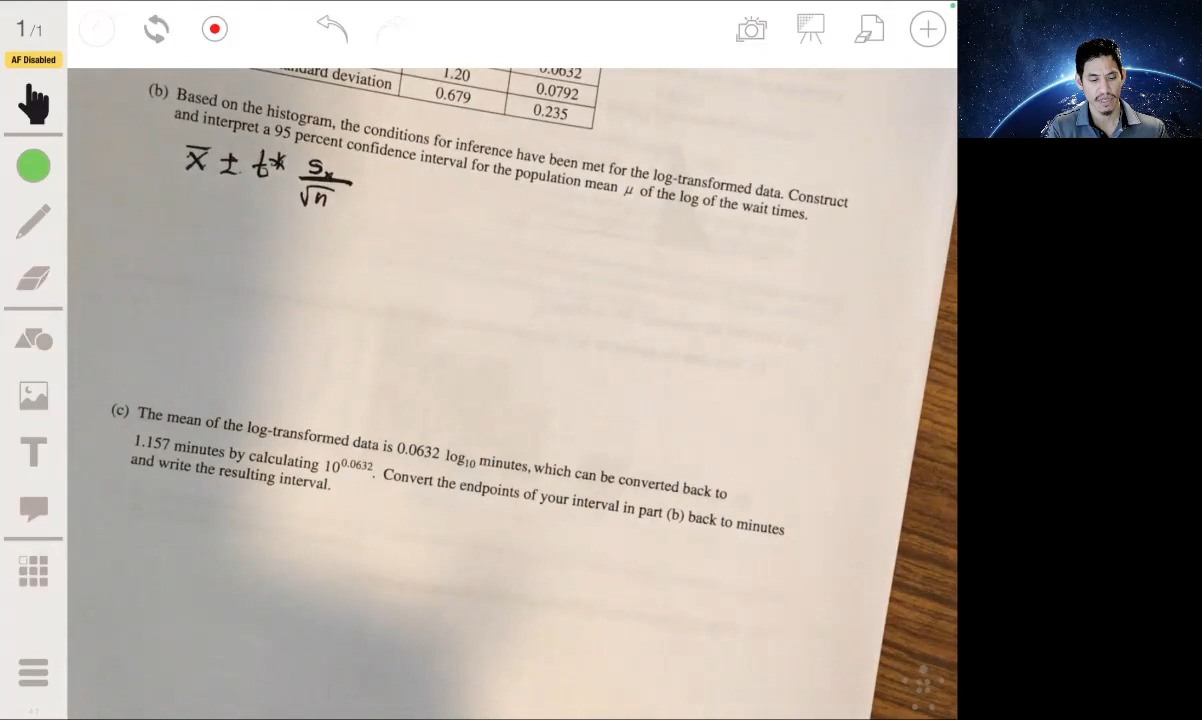 1/1
AF Disabled
1.20 0.0632
standard deviation 0.679 0.0792
0.235
(b) Based on the histogram, the conditions for inference have been met for the log-transformed data. Construct
and interpret a 95 percent confidence interval for the population mean μ of the log of the wait times.
x̄ ± t* Sx/√n
(c) The mean of the log-transformed data is 0.0632 log₁₀ minutes, which can be converted back to
1.157 minutes by calculating 10^0.0632. Convert the endpoints of your interval in part (b) back to minutes
and write the resulting interval.
T